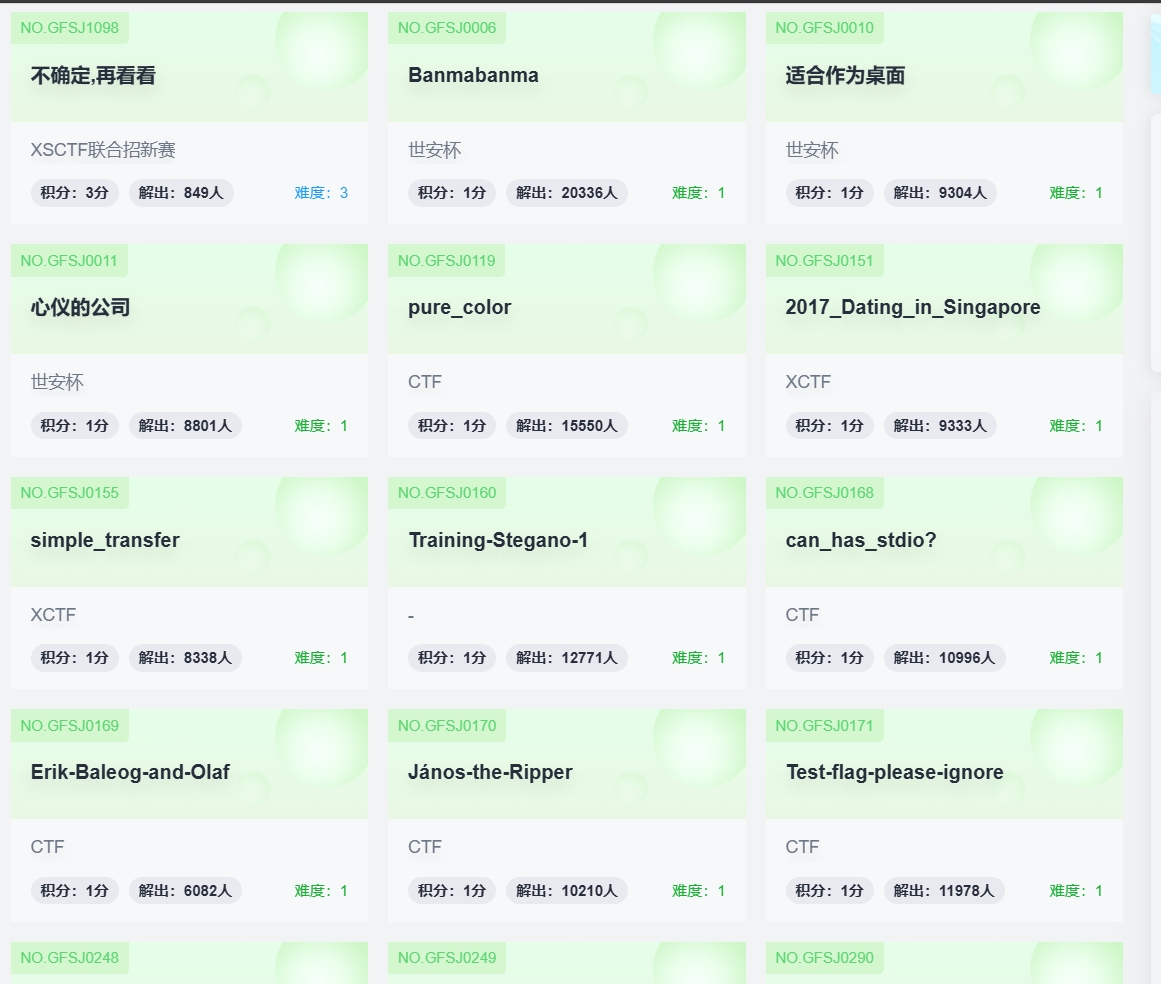 NO.GFSJ1098
不确定,再看看
XSCTF联合招新赛
积分：3分 解出：849人 难度：3
NO.GFSJ0006
Banmabanma
世安杯
积分：1分 解出：20336人 难度：1
NO.GFSJ0010
适合作为桌面
世安杯
积分：1分 解出：9304人 难度：1
NO.GFSJ0011
心仪的公司
世安杯
积分：1分 解出：8801人 难度：1
NO.GFSJ0119
pure_color
CTF
积分：1分 解出：15550人 难度：1
NO.GFSJ0151
2017_Dating_in_Singapore
XCTF
积分：1分 解出：9333人 难度：1
NO.GFSJ0155
simple_transfer
XCTF
积分：1分 解出：8338人 难度：1
NO.GFSJ0160
Training-Stegano-1
-
积分：1分 解出：12771人 难度：1
NO.GFSJ0168
can_has_stdio?
CTF
积分：1分 解出：10996人 难度：1
NO.GFSJ0169
Erik-Baleog-and-Olaf
CTF
积分：1分 解出：6082人 难度：1
NO.GFSJ0170
János-the-Ripper
CTF
积分：1分 解出：10210人 难度：1
NO.GFSJ0171
Test-flag-please-ignore
CTF
积分：1分 解出：11978人 难度：1
NO.GFSJ0248
NO.GFSJ0249
NO.GFSJ0290